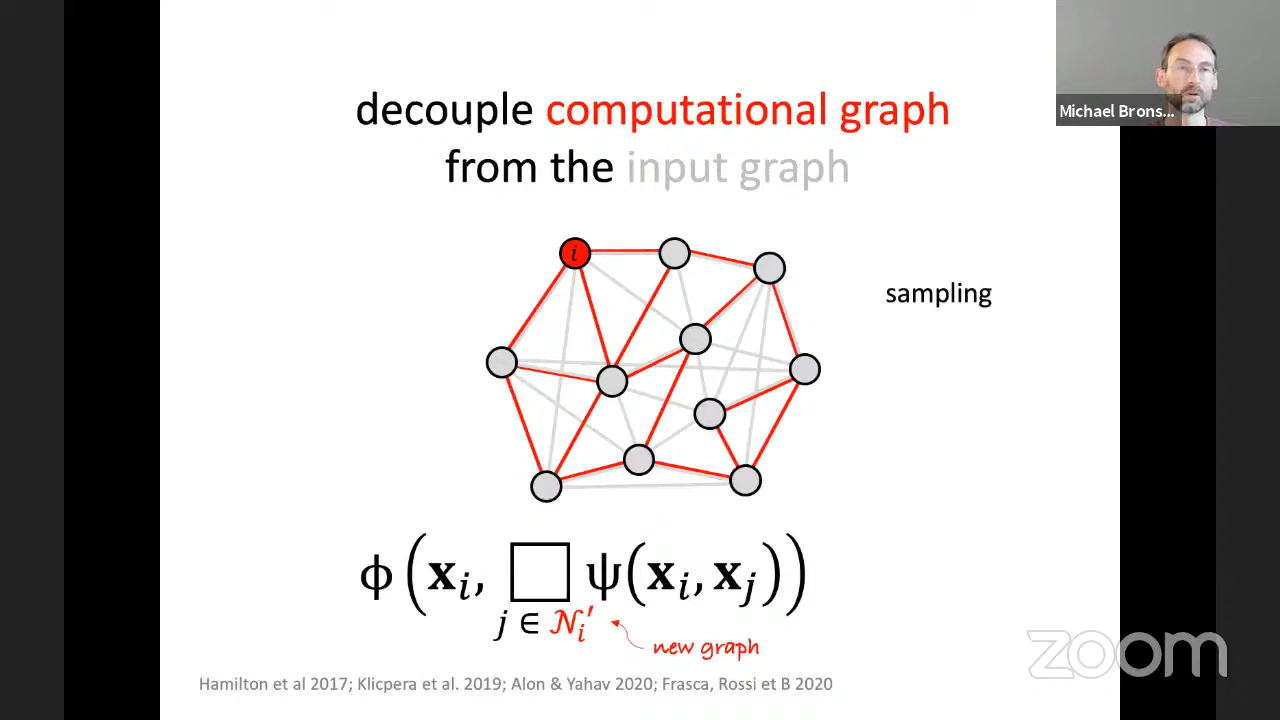 decouple computational graph
from the input graph
Michael Brons...
i
sampling
ϕ(𝐱ᵢ, □ ψ(𝐱ᵢ, 𝐱ⱼ))
j ∈ 𝒩ᵢ′
new graph
Hamilton et al 2017; Klicpera et al. 2019; Alon & Yahav 2020; Frasca, Rossi et B 2020
zoom